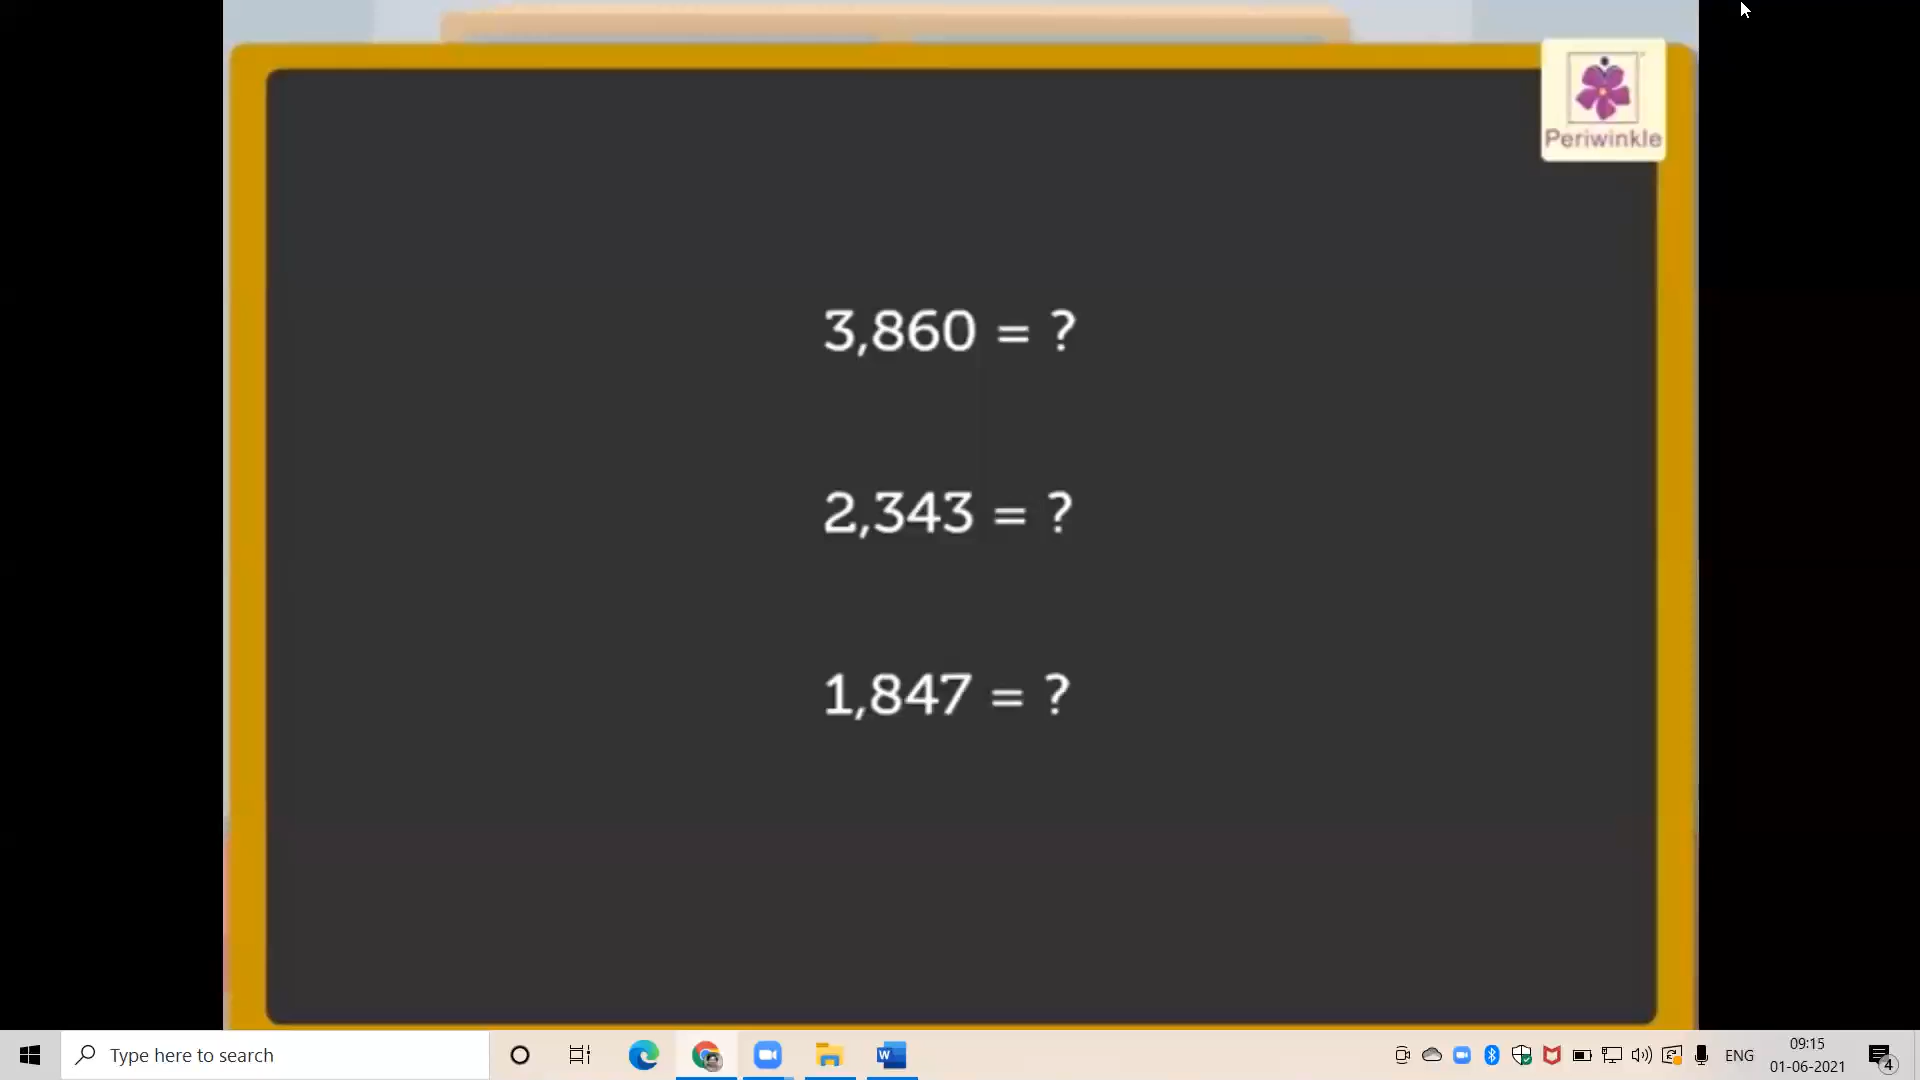 Periwinkle
3,860 = ?
2,343 = ?
1,847 = ?
Type here to search
ENG
09:15
01-06-2021
4